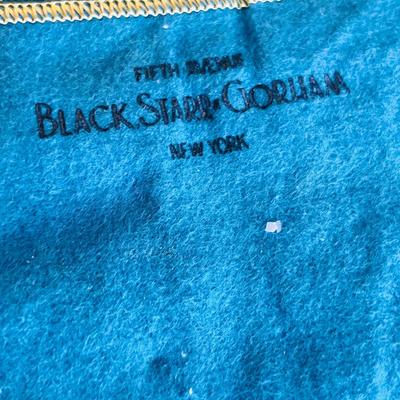 FIFTH AVENUE
BLACK, STARR & GORHAM
NEW YORK